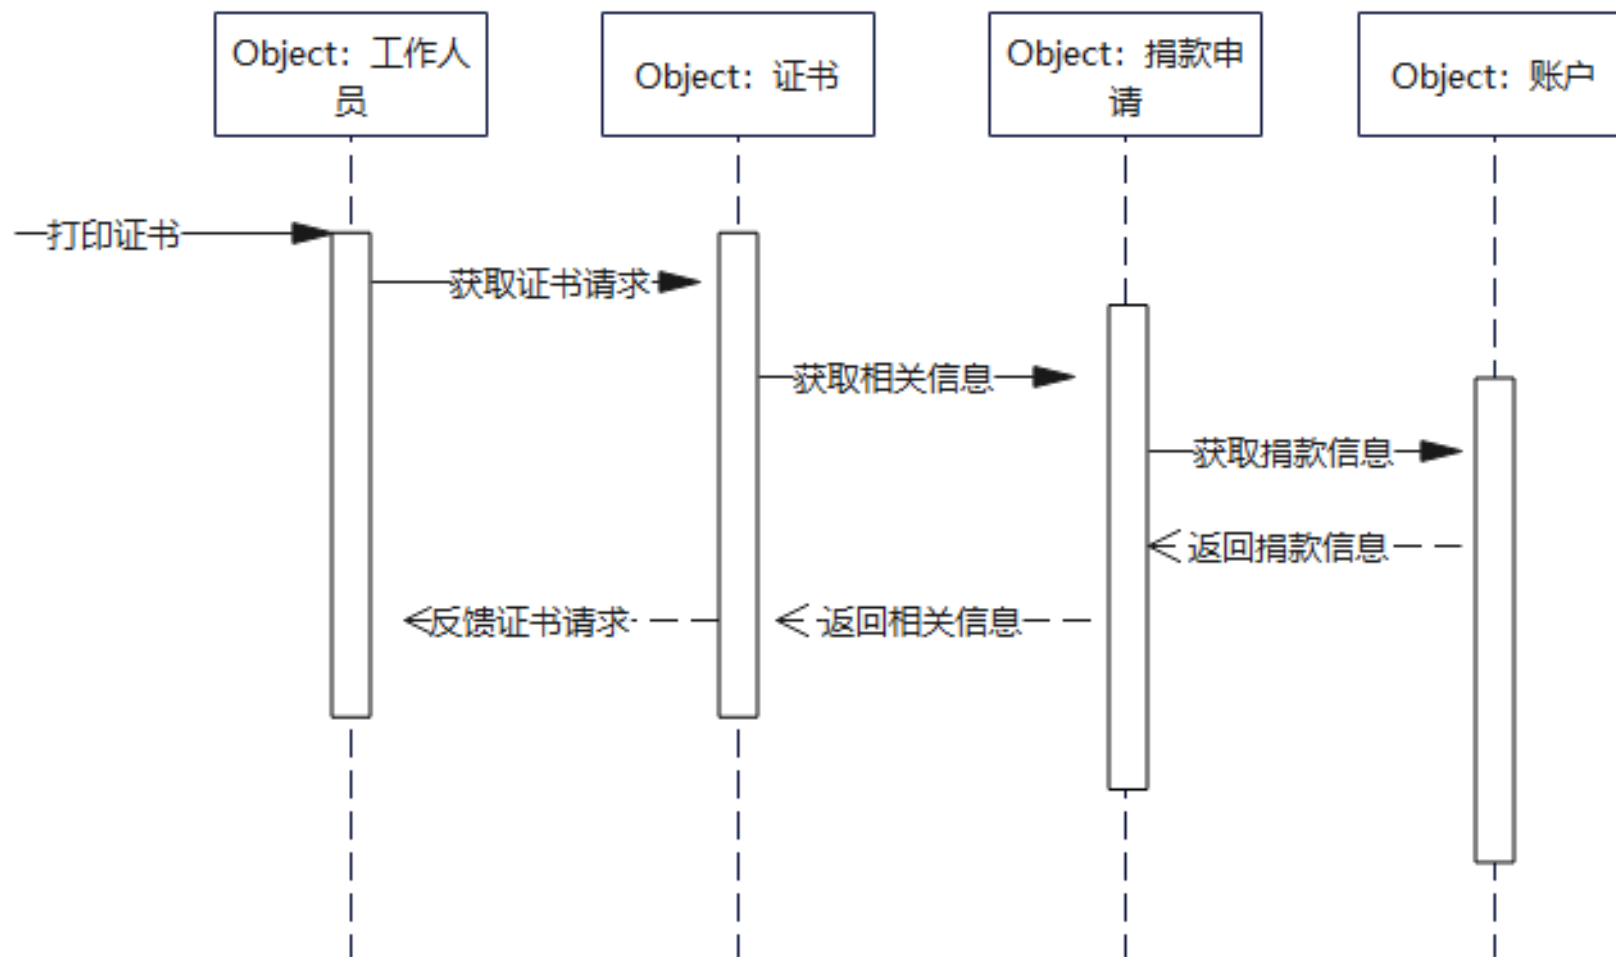 Object：工作人
员
Object：证书
Object：捐款申
请
Object：账户
打印证书
获取证书请求
获取相关信息
获取捐款信息
返回捐款信息
反馈证书请求
返回相关信息